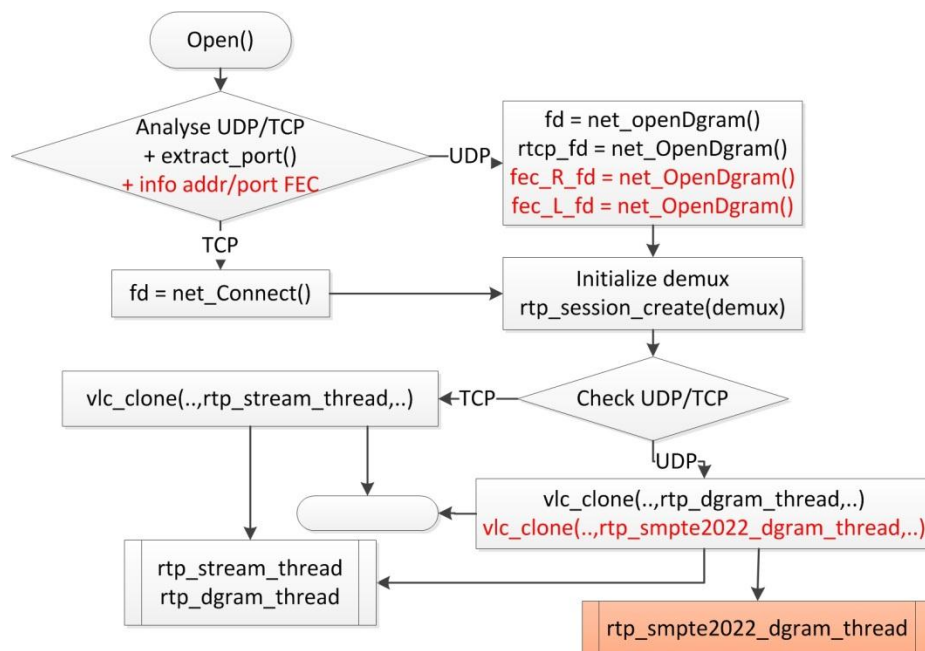 Open()
Analyse UDP/TCP
+ extract_port()
+ info addr/port FEC
UDP
fd = net_openDgram()
rtcp_fd = net_OpenDgram()
fec_R_fd = net_OpenDgram()
fec_L_fd = net_OpenDgram()
TCP
fd = net_Connect()
Initialize demux
rtp_session_create(demux)
vlc_clone(..,rtp_stream_thread,..)
TCP
Check UDP/TCP
UDP
vlc_clone(..,rtp_dgram_thread,..)
vlc_clone(..,rtp_smpte2022_dgram_thread,..)
rtp_stream_thread
rtp_dgram_thread
rtp_smpte2022_dgram_thread